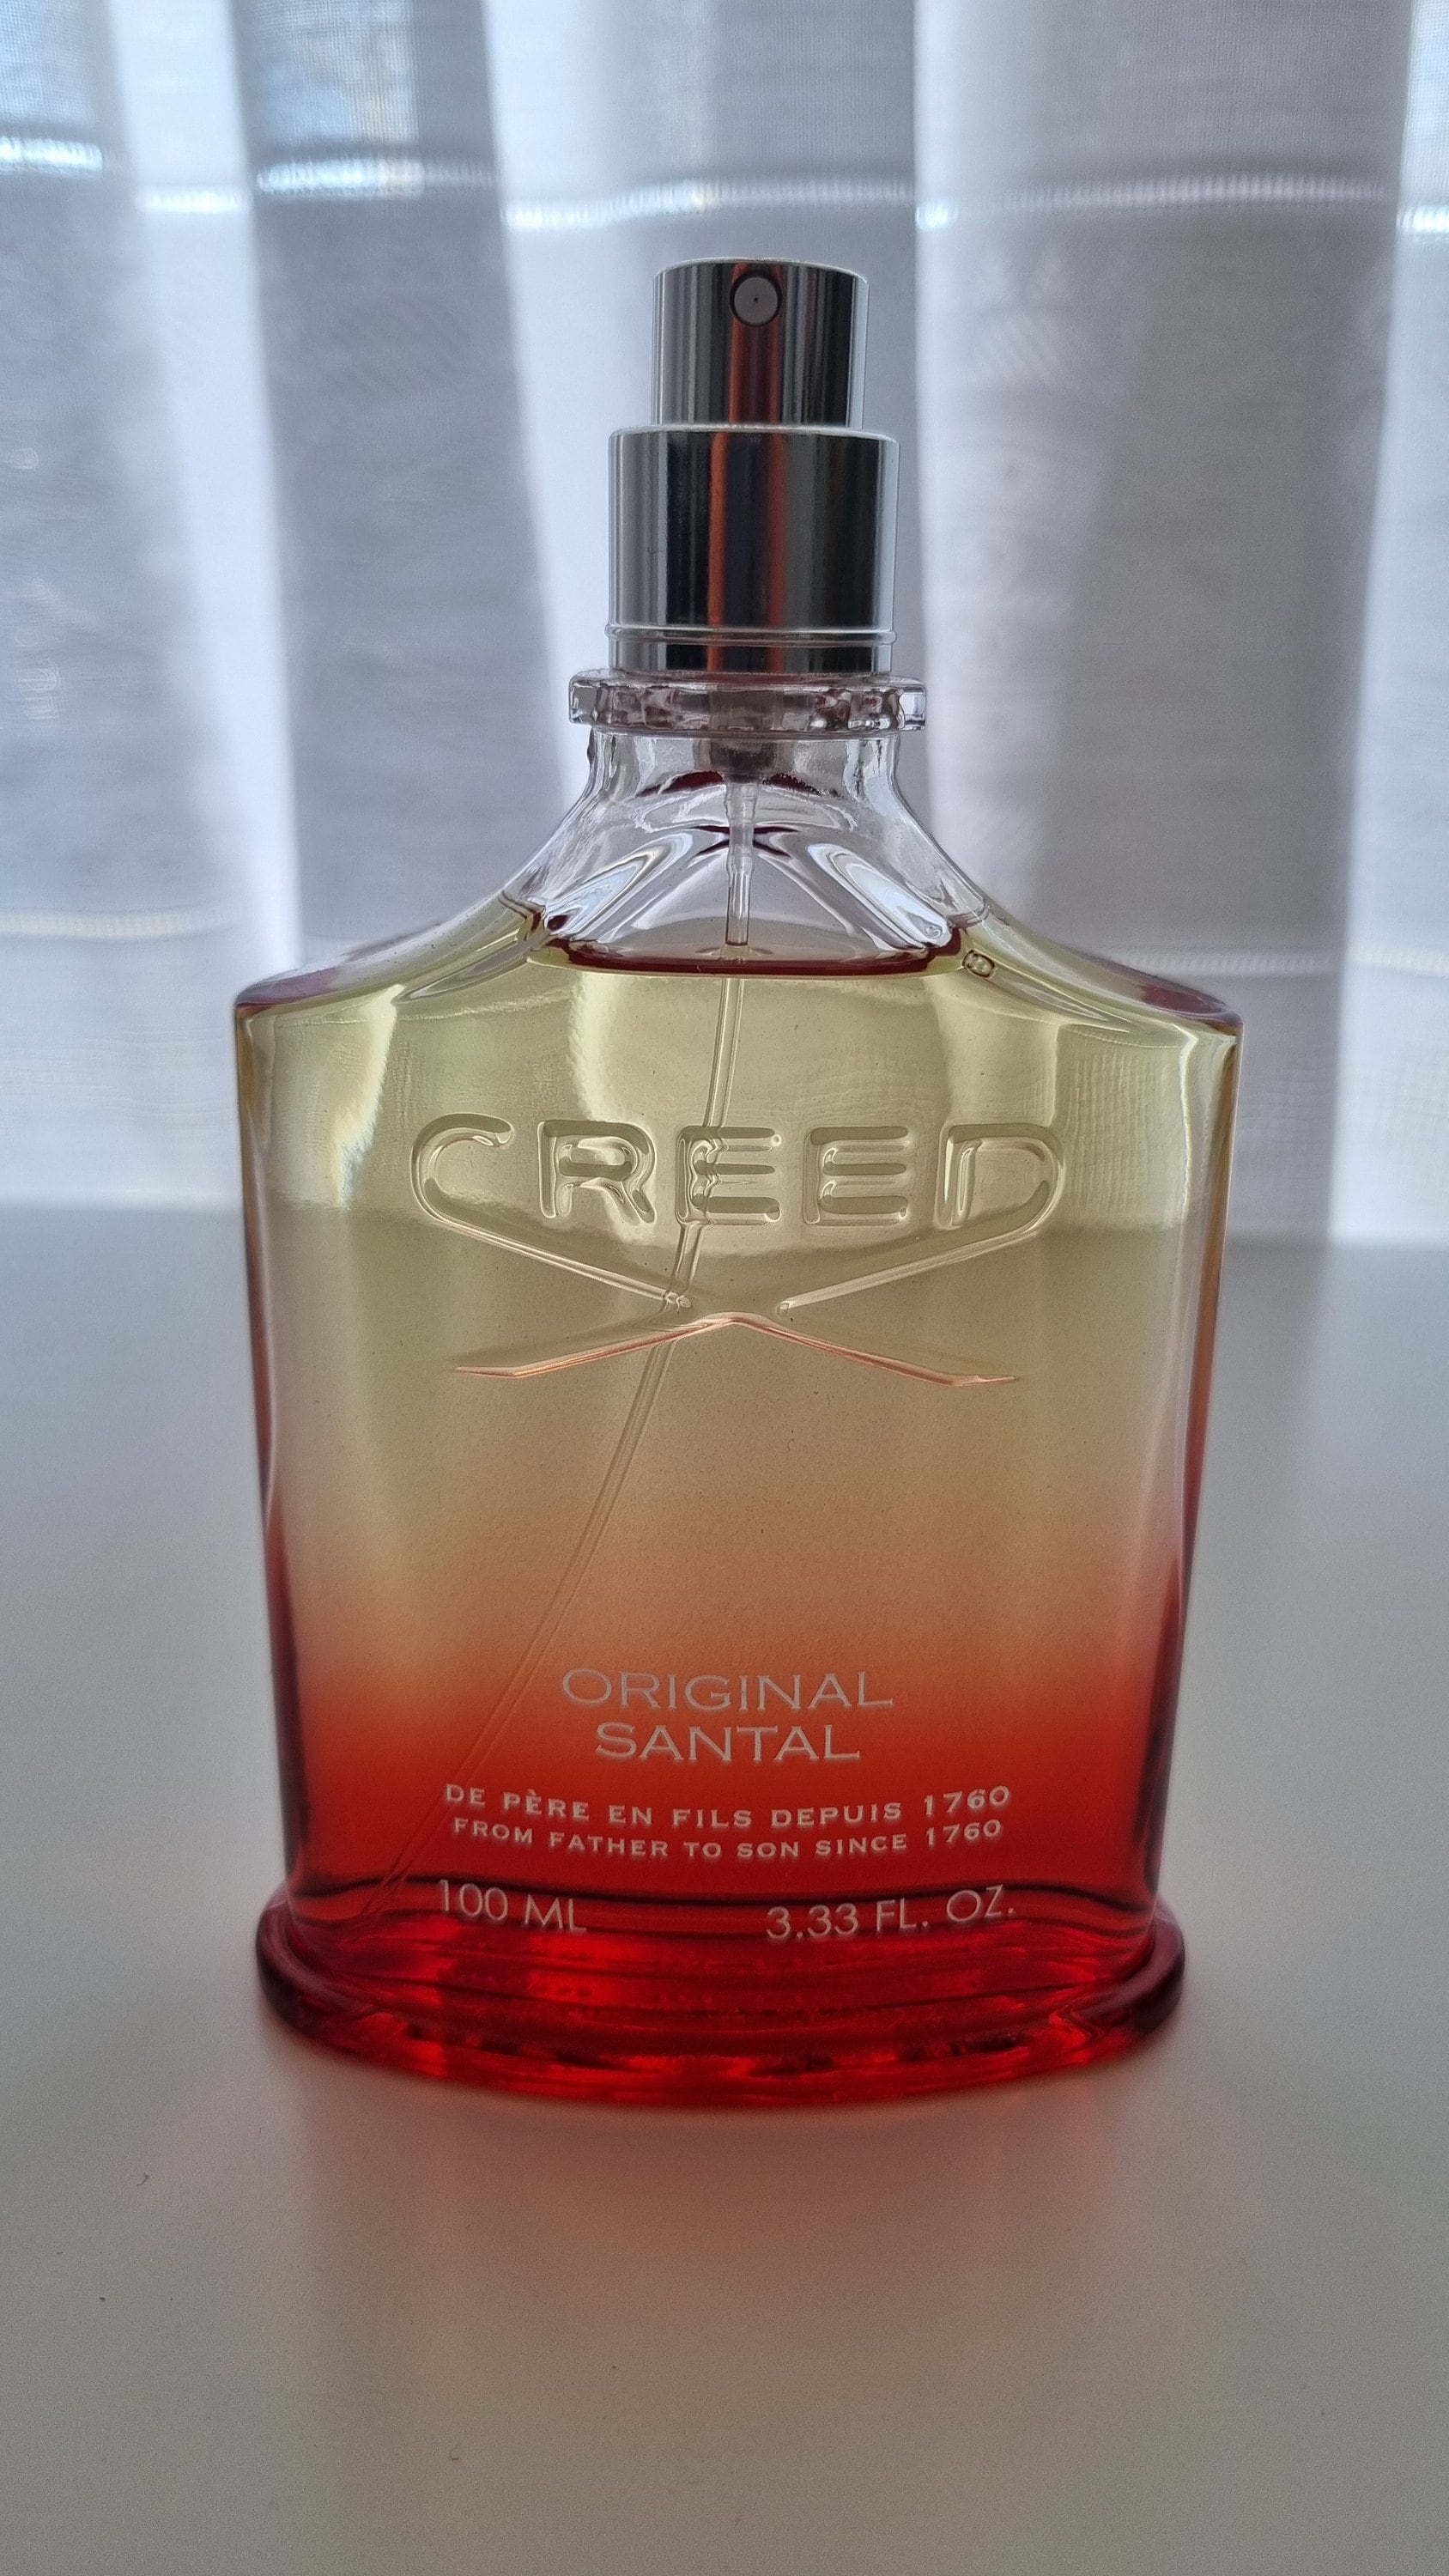 CREED
ORIGINAL
SANTAL
DE PÈRE EN FILS DEPUIS 1760
FROM FATHER TO SON SINCE 1760
100 ML 3,33 FL. OZ.